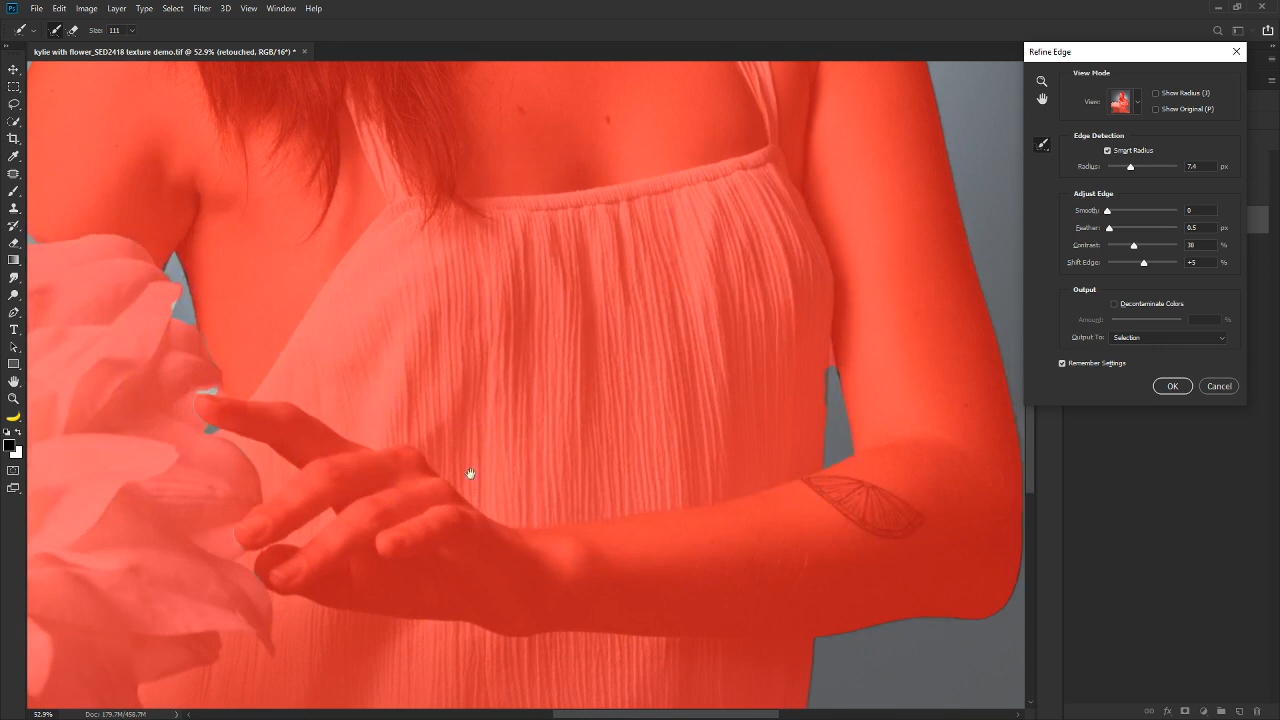 Ps File Edit Image Layer Type Select Filter 3D View Window Help
Size: 111
kylie with flower_SED2418 texture demo.tif @ 52.9% (retouched, RGB/16*) *
Refine Edge
View Mode
View:
Show Radius (J)
Show Original (P)
Edge Detection
Smart Radius
Radius: 7.4 px
Adjust Edge
Smooth: 0
Feather: 0.5 px
Contrast: 38 %
Shift Edge: +5 %
Output
Decontaminate Colors
Amount: %
Output To: Selection
Remember Settings
OK Cancel
52.9% Doc: 179.7M/458.7M